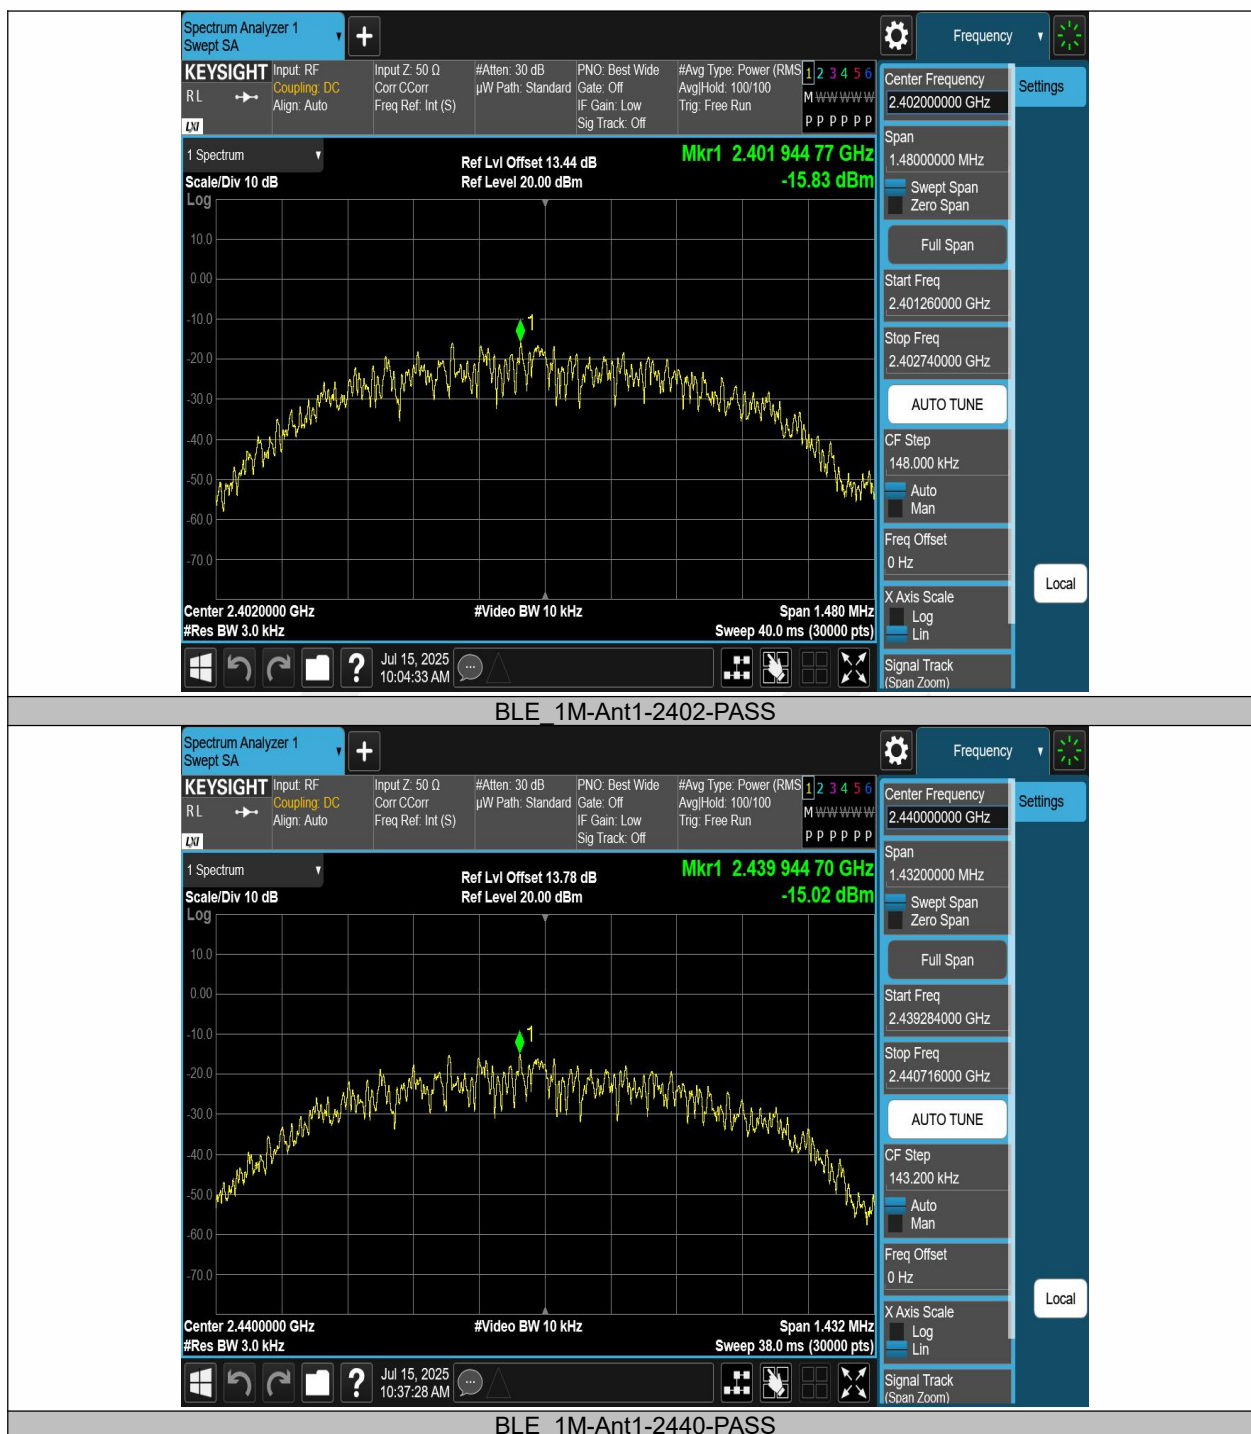 Spectrum Analyzer 1
Swept SA
+
Frequency
KEYSIGHT
RL
LXI
Input: RF
Coupling: DC
Align: Auto
Input Z: 50 Ω
Corr CCorr
Freq Ref: Int (S)
#Atten: 30 dB
µW Path: Standard
PNO: Best Wide
Gate: Off
IF Gain: Low
Sig Track: Off
#Avg Type: Power (RMS
Avg|Hold: 100/100
Trig: Free Run
1 2 3 4 5 6
M W W W W W
P P P P P P
1 Spectrum
Scale/Div 10 dB
Log
Ref Lvl Offset 13.44 dB
Ref Level 20.00 dBm
Mkr1 2.401 944 77 GHz
-15.83 dBm
10.0
0.00
-10.0
-20.0
-30.0
-40.0
-50.0
-60.0
-70.0
1
Center 2.4020000 GHz
#Res BW 3.0 kHz
#Video BW 10 kHz
Span 1.480 MHz
Sweep 40.0 ms (30000 pts)
?
Jul 15, 2025
10:04:33 AM
Center Frequency
2.402000000 GHz
Settings
Span
1.48000000 MHz
Swept Span
Zero Span
Full Span
Start Freq
2.401260000 GHz
Stop Freq
2.402740000 GHz
AUTO TUNE
CF Step
148.000 kHz
Auto
Man
Freq Offset
0 Hz
Local
X Axis Scale
Log
Lin
Signal Track
(Span Zoom)
BLE_1M-Ant1-2402-PASS
Spectrum Analyzer 1
Swept SA
+
Frequency
KEYSIGHT
RL
LXI
Input: RF
Coupling: DC
Align: Auto
Input Z: 50 Ω
Corr CCorr
Freq Ref: Int (S)
#Atten: 30 dB
µW Path: Standard
PNO: Best Wide
Gate: Off
IF Gain: Low
Sig Track: Off
#Avg Type: Power (RMS
Avg|Hold: 100/100
Trig: Free Run
1 2 3 4 5 6
M W W W W W
P P P P P P
1 Spectrum
Scale/Div 10 dB
Log
Ref Lvl Offset 13.78 dB
Ref Level 20.00 dBm
Mkr1 2.439 944 70 GHz
-15.02 dBm
10.0
0.00
-10.0
-20.0
-30.0
-40.0
-50.0
-60.0
-70.0
1
Center 2.4400000 GHz
#Res BW 3.0 kHz
#Video BW 10 kHz
Span 1.432 MHz
Sweep 38.0 ms (30000 pts)
?
Jul 15, 2025
10:37:28 AM
Center Frequency
2.440000000 GHz
Settings
Span
1.43200000 MHz
Swept Span
Zero Span
Full Span
Start Freq
2.439284000 GHz
Stop Freq
2.440716000 GHz
AUTO TUNE
CF Step
143.200 kHz
Auto
Man
Freq Offset
0 Hz
Local
X Axis Scale
Log
Lin
Signal Track
(Span Zoom)
BLE_1M-Ant1-2440-PASS